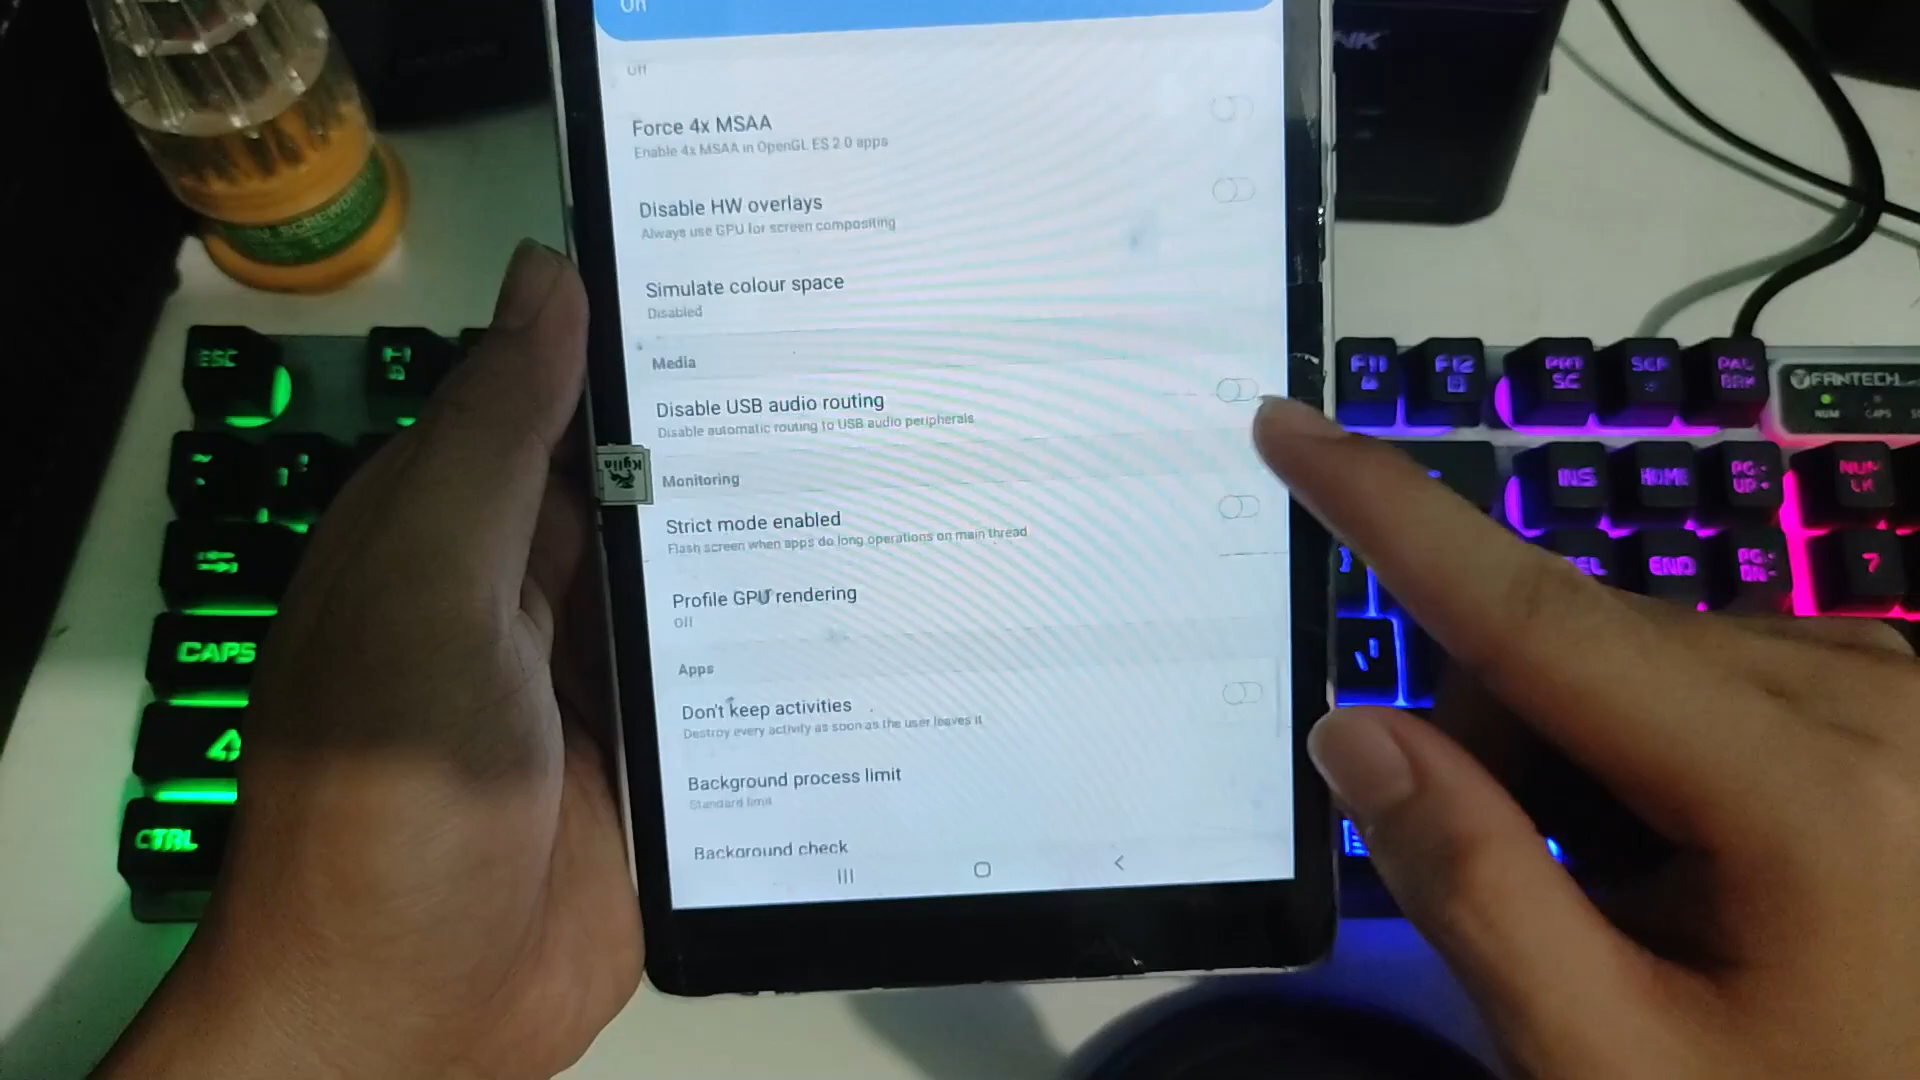 On
Off
Force 4x MSAA
Enable 4x MSAA in OpenGL ES 2.0 apps
Disable HW overlays
Always use GPU for screen compositing
Simulate colour space
Disabled
Media
Disable USB audio routing
Disable automatic routing to USB audio peripherals
Monitoring
Strict mode enabled
Flash screen when apps do long operations on main thread
Profile GPU rendering
Off
Apps
Don't keep activities
Destroy every activity as soon as the user leaves it
Background process limit
Standard limit
Background check
Kylia
SCREWDRI
NK
ESC
CAPS
CTRL
F11
F12
PRT
SC
SCR
PAU
BRK
FANTECH
NUM
CAPS
INS
HOME
PG
UP
NUM
LK
EL
END
PG
DN
7